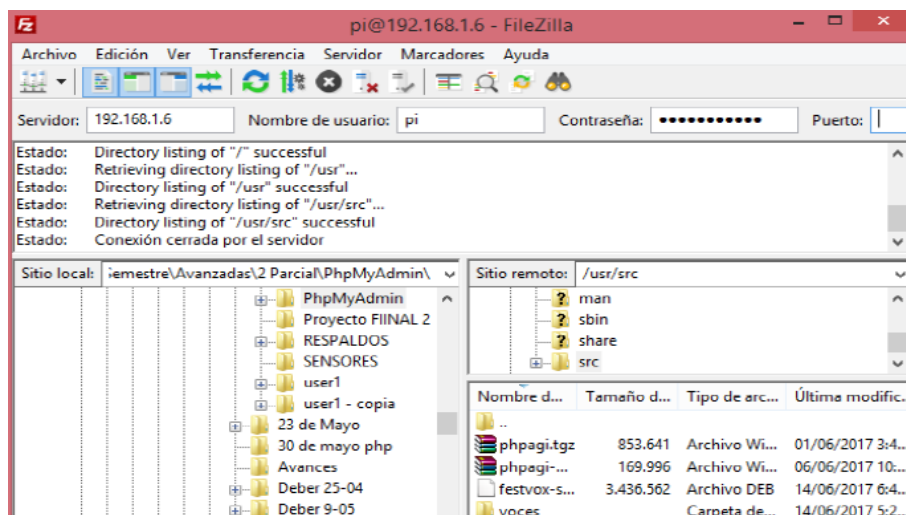 pi@192.168.1.6 - FileZilla
Archivo Edición Ver Transferencia Servidor Marcadores Ayuda
Servidor: 192.168.1.6 Nombre de usuario: pi Contraseña: ●●●●●●●●●●● Puerto:
Estado: Directory listing of "/" successful
Estado: Retrieving directory listing of "/usr"...
Estado: Directory listing of "/usr" successful
Estado: Retrieving directory listing of "/usr/src"...
Estado: Directory listing of "/usr/src" successful
Estado: Conexión cerrada por el servidor
Sitio local: iemestre\Avanzadas\2 Parcial\PhpMyAdmin\
PhpMyAdmin
Proyecto FIINAL 2
RESPALDOS
SENSORES
user1
user1 - copia
23 de Mayo
30 de mayo php
Avances
Deber 25-04
Deber 9-05
Sitio remoto: /usr/src
man
sbin
share
src
Nombre d... Tamaño d... Tipo de arc... Última modific...
..
phpagi.tgz 853.641 Archivo Wi... 01/06/2017 3:4...
phpagi-... 169.996 Archivo Wi... 06/06/2017 10:...
festvox-s... 3.436.562 Archivo DEB 14/06/2017 6:4...
voces Carpeta de... 14/06/2017 5:2...